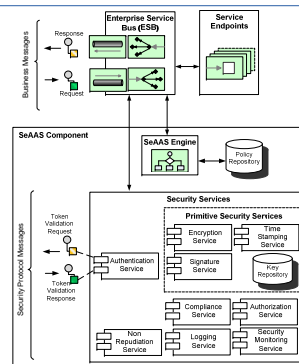 Enterprise Service
Bus (ESB)
Service
Endpoints
Response
Request
Business Messages
SeAAS Component
SeAAS Engine
Policy
Repository
Security Services
Primitive Security Services
Token
Validation
Request
Token
Validation
Response
Security Protocol Messages
Authentication
Service
Encryption
Service
Time
Stamping
Service
Signature
Service
Key
Repository
Compliance
Service
Authorization
Service
Non
Repudiation
Service
Logging
Service
Security
Monitoring
Service